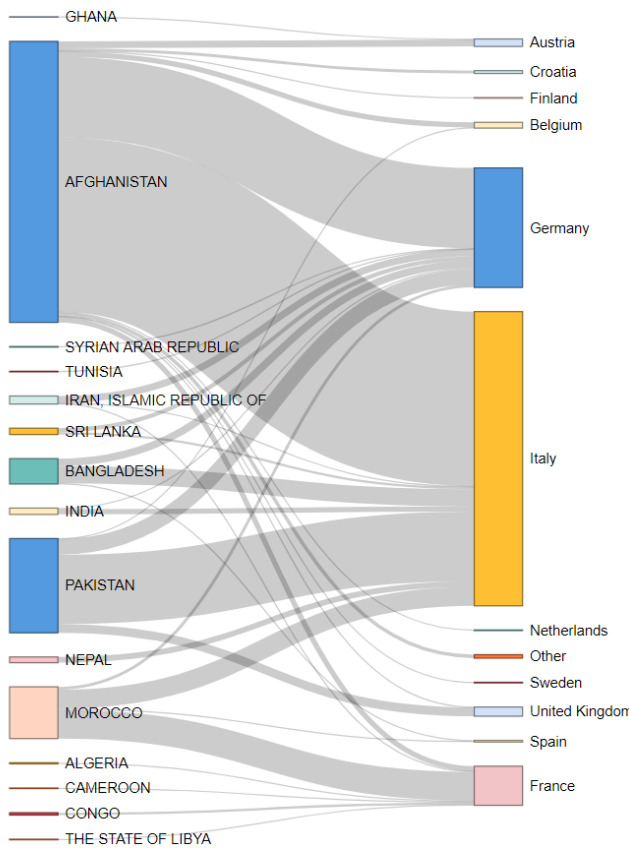 GHANA
AFGHANISTAN
SYRIAN ARAB REPUBLIC
TUNISIA
IRAN, ISLAMIC REPUBLIC OF
SRI LANKA
BANGLADESH
INDIA
PAKISTAN
NEPAL
MOROCCO
ALGERIA
CAMEROON
CONGO
THE STATE OF LIBYA
Austria
Croatia
Finland
Belgium
Germany
Italy
Netherlands
Other
Sweden
United Kingdom
Spain
France